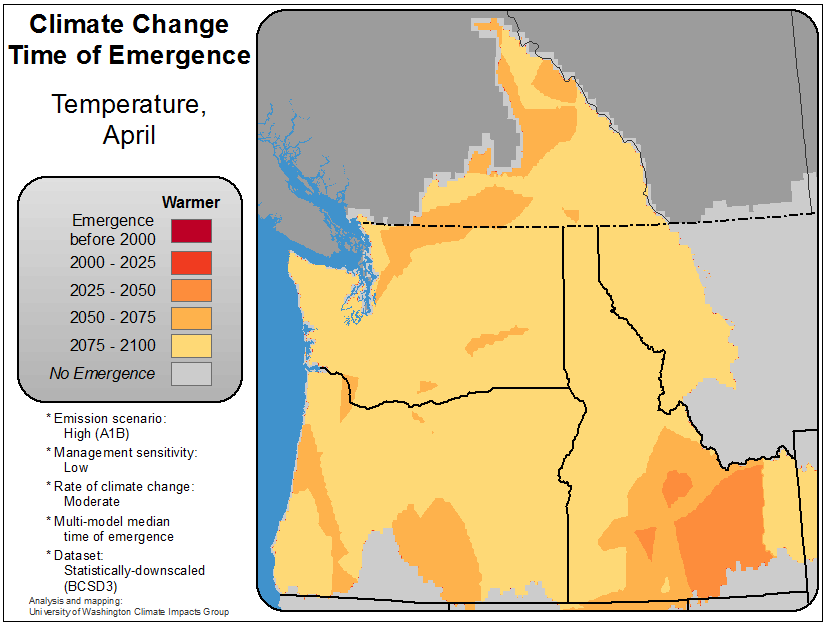 Climate Change
Time of Emergence
Temperature,
April
Warmer
Emergence
before 2000
2000 - 2025
2025 - 2050
2050 - 2075
2075 - 2100
No Emergence
* Emission scenario:
High (A1B)
* Management sensitivity:
Low
* Rate of climate change:
Moderate
* Multi-model median
time of emergence
* Dataset:
Statistically-downscaled
(BCSD3)
Analysis and mapping:
University of Washington Climate Impacts Group